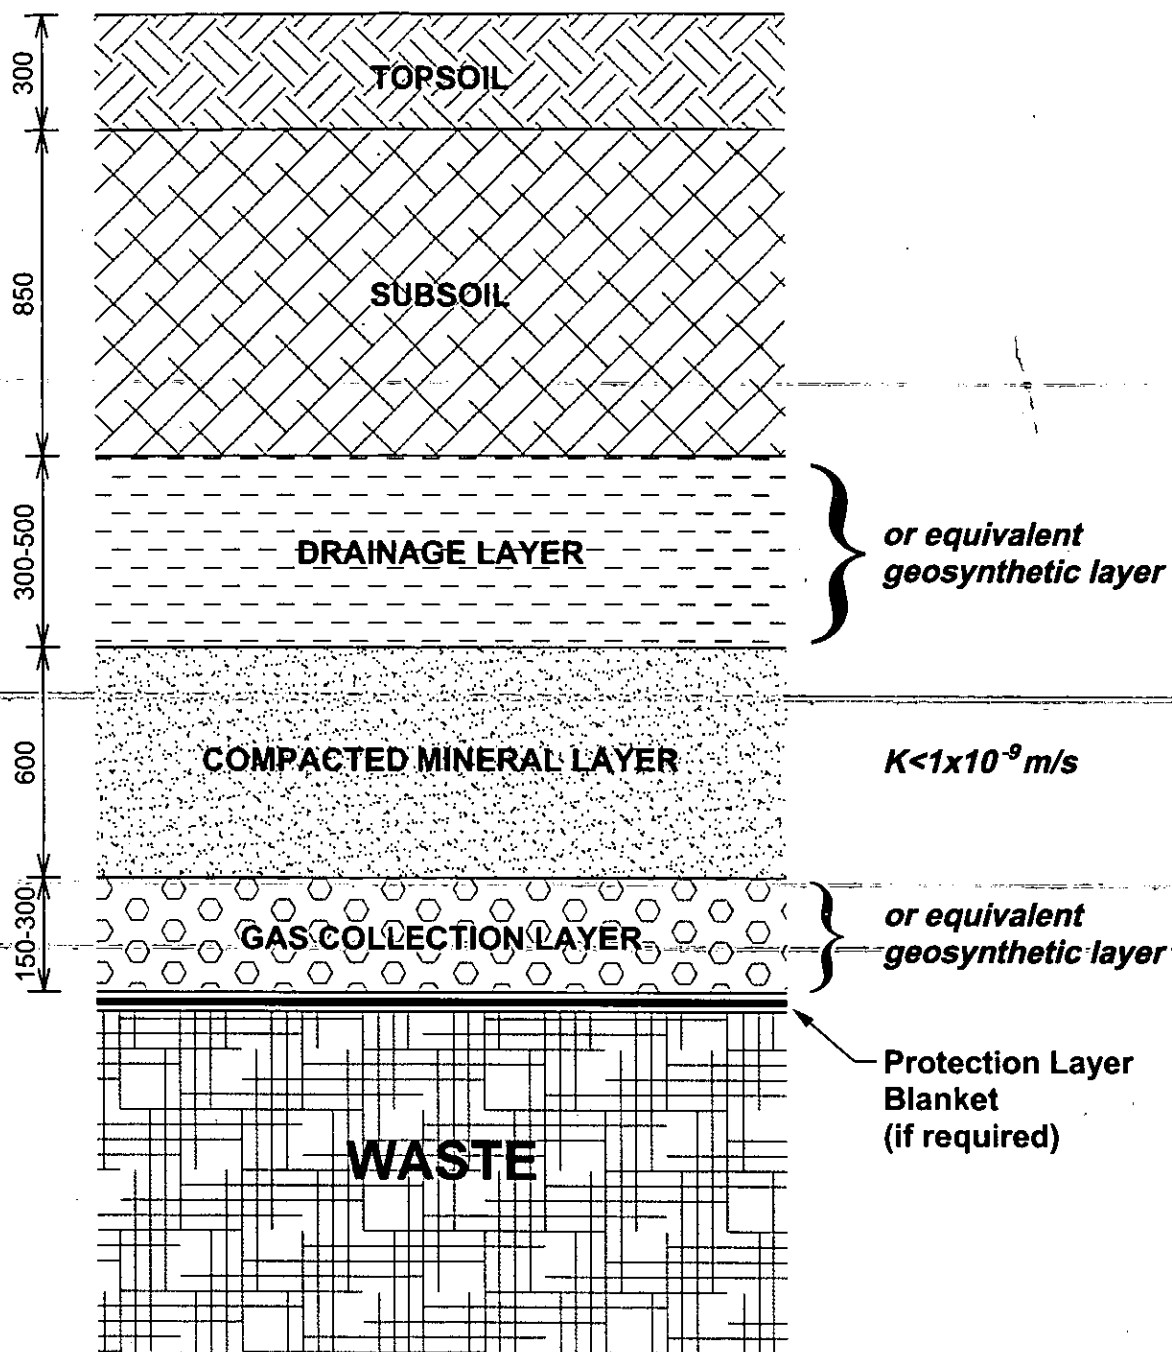 300
TOPSOIL
850
SUBSOIL
300-500
DRAINAGE LAYER
or equivalent
geosynthetic layer
600
COMPACTED MINERAL LAYER
K<1x10⁻⁹ m/s
150-300
GAS COLLECTION LAYER
or equivalent
geosynthetic layer
Protection Layer
Blanket
(if required)
WASTE